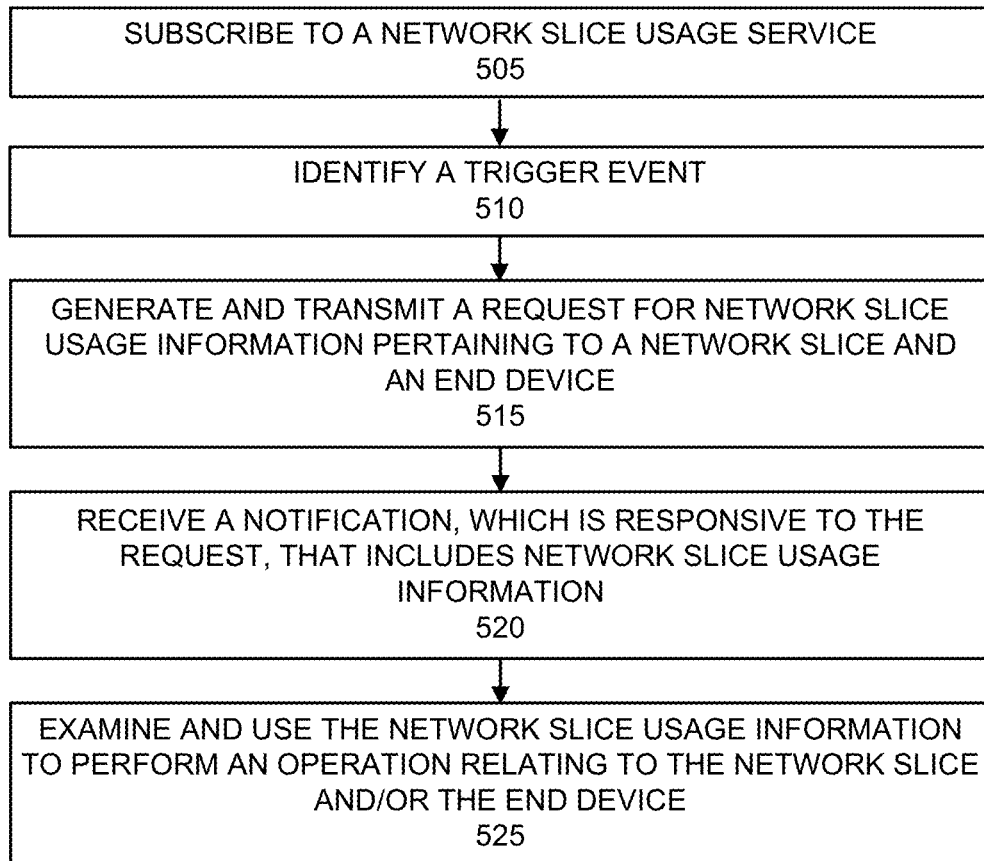 SUBSCRIBE TO A NETWORK SLICE USAGE SERVICE
505
IDENTIFY A TRIGGER EVENT
510
GENERATE AND TRANSMIT A REQUEST FOR NETWORK SLICE
USAGE INFORMATION PERTAINING TO A NETWORK SLICE AND
AN END DEVICE
515
RECEIVE A NOTIFICATION, WHICH IS RESPONSIVE TO THE
REQUEST, THAT INCLUDES NETWORK SLICE USAGE
INFORMATION
520
EXAMINE AND USE THE NETWORK SLICE USAGE INFORMATION
TO PERFORM AN OPERATION RELATING TO THE NETWORK SLICE
AND/OR THE END DEVICE
525